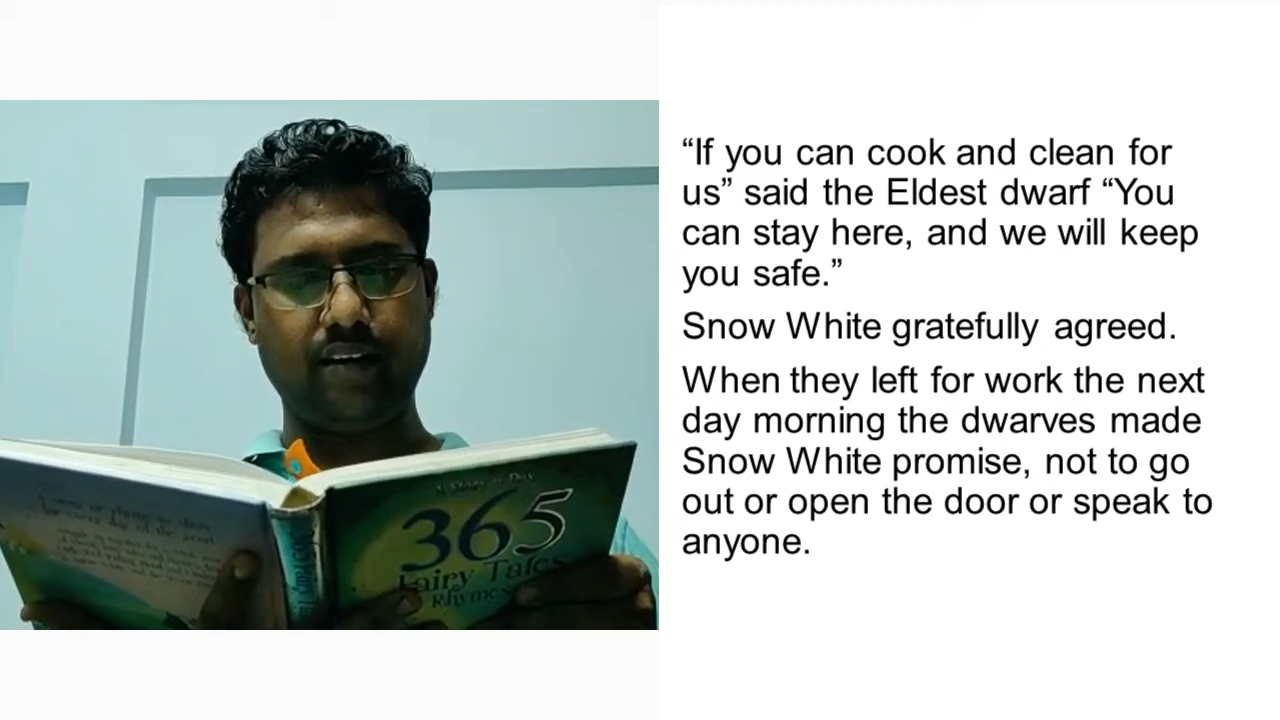 A Story a Day
365
Fairy Tales
Rhymes
“If you can cook and clean for
us” said the Eldest dwarf “You
can stay here, and we will keep
you safe.”
Snow White gratefully agreed.
When they left for work the next
day morning the dwarves made
Snow White promise, not to go
out or open the door or speak to
anyone.